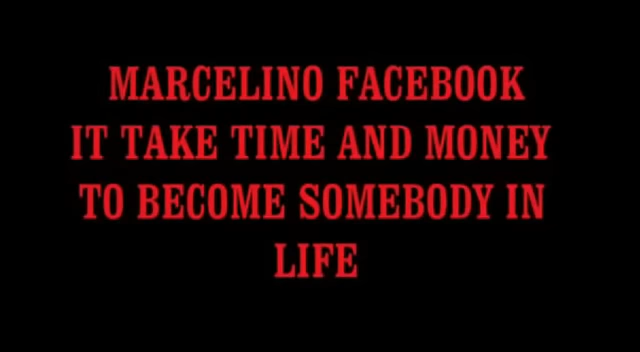 MARCELINO FACEBOOK
IT TAKE TIME AND MONEY
TO BECOME SOMEBODY IN
LIFE